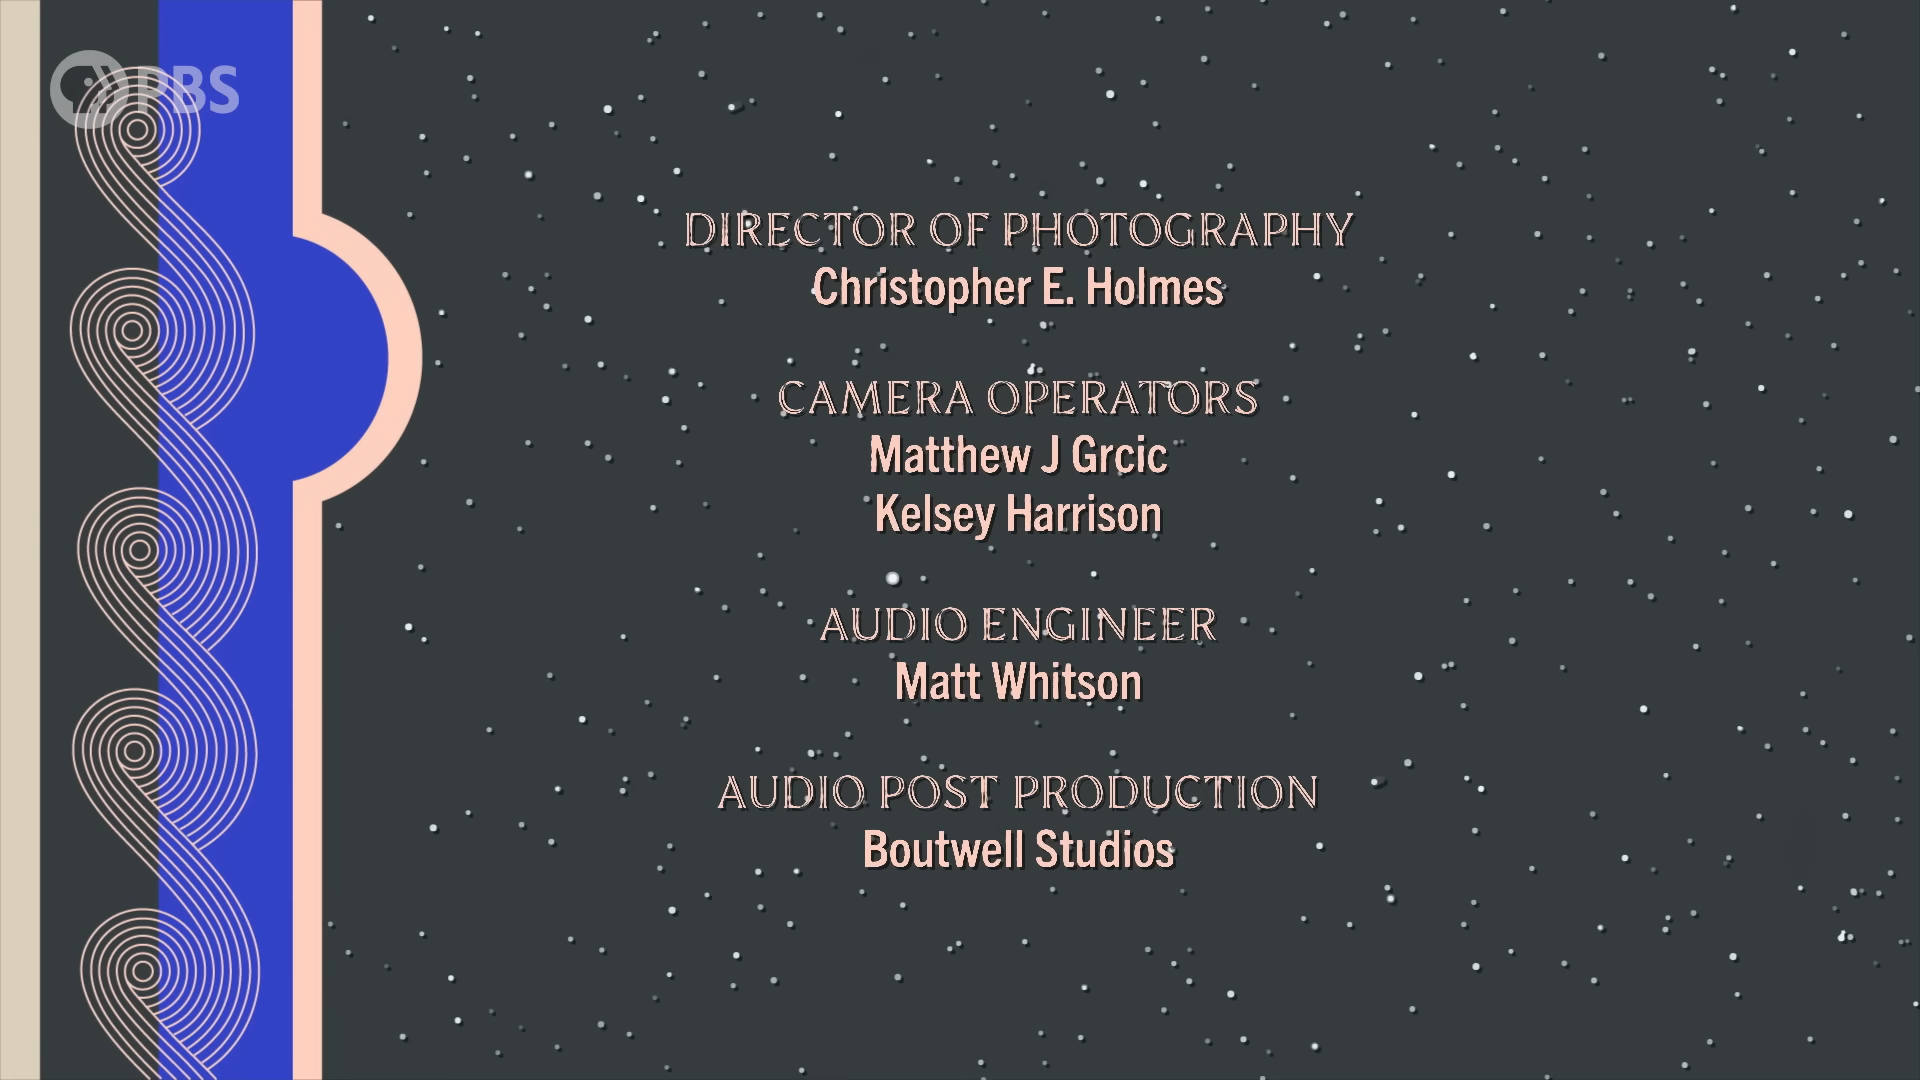 PBS
DIRECTOR OF PHOTOGRAPHY
Christopher E. Holmes
CAMERA OPERATORS
Matthew J Grcic
Kelsey Harrison
AUDIO ENGINEER
Matt Whitson
AUDIO POST PRODUCTION
Boutwell Studios